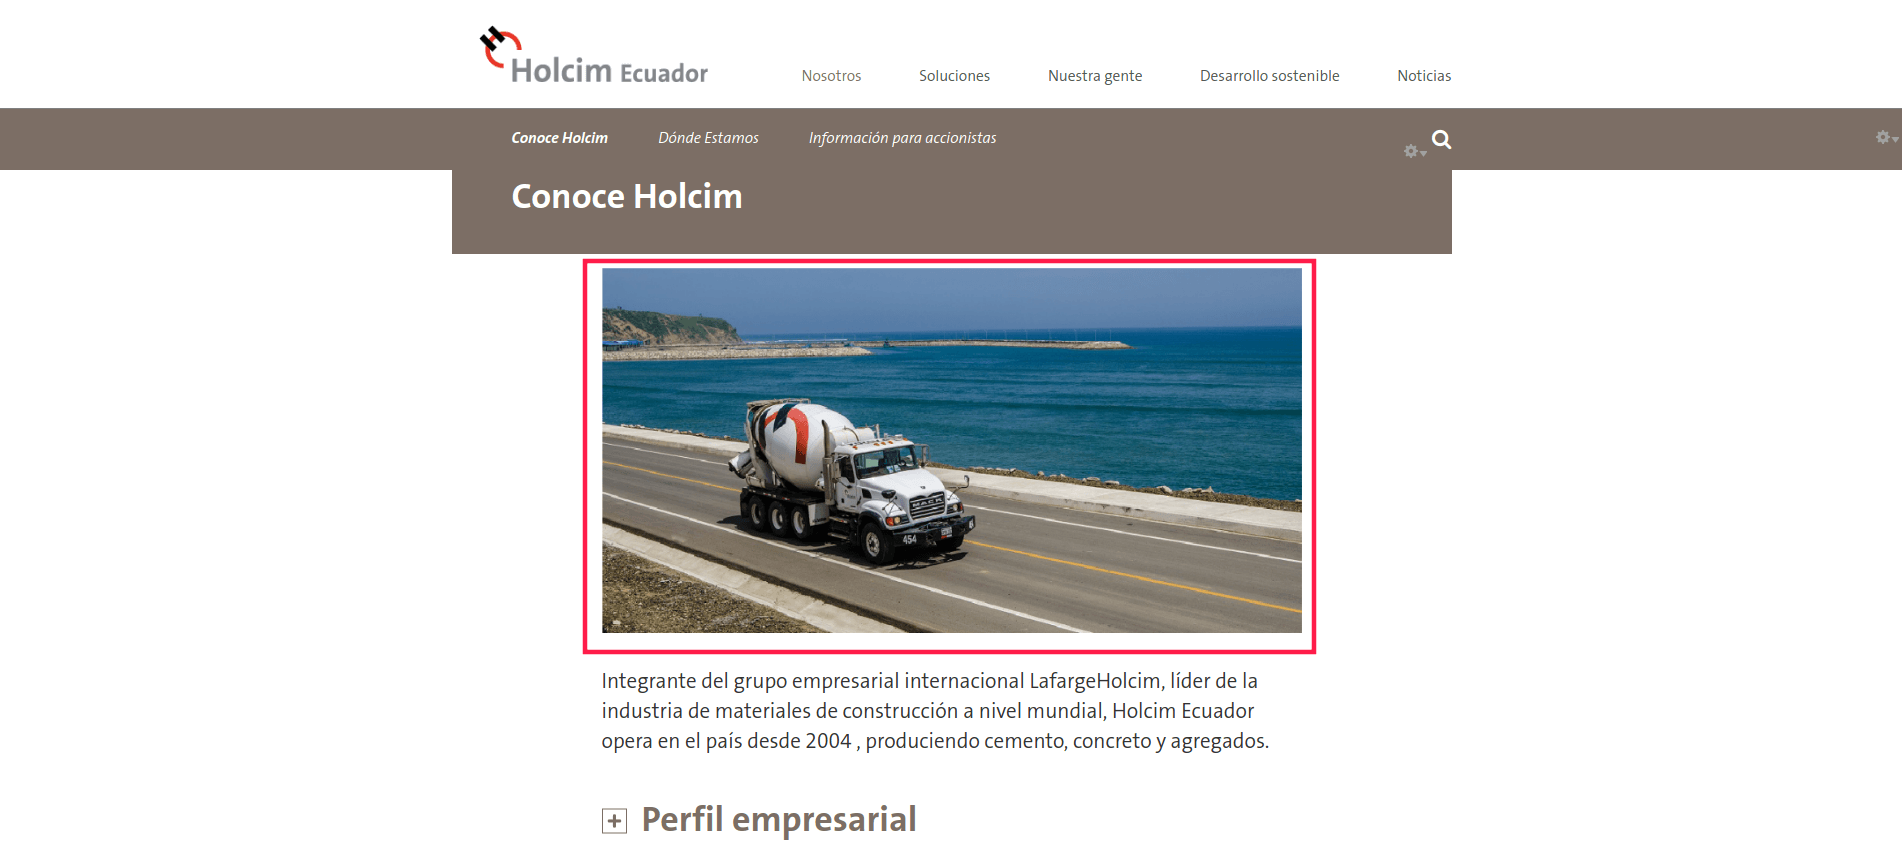 Holcim Ecuador
Nosotros Soluciones Nuestra gente Desarrollo sostenible Noticias
Conoce Holcim Dónde Estamos Información para accionistas
Conoce Holcim
MACK
454
Integrante del grupo empresarial internacional LafargeHolcim, líder de la
industria de materiales de construcción a nivel mundial, Holcim Ecuador
opera en el país desde 2004 , produciendo cemento, concreto y agregados.
Perfil empresarial